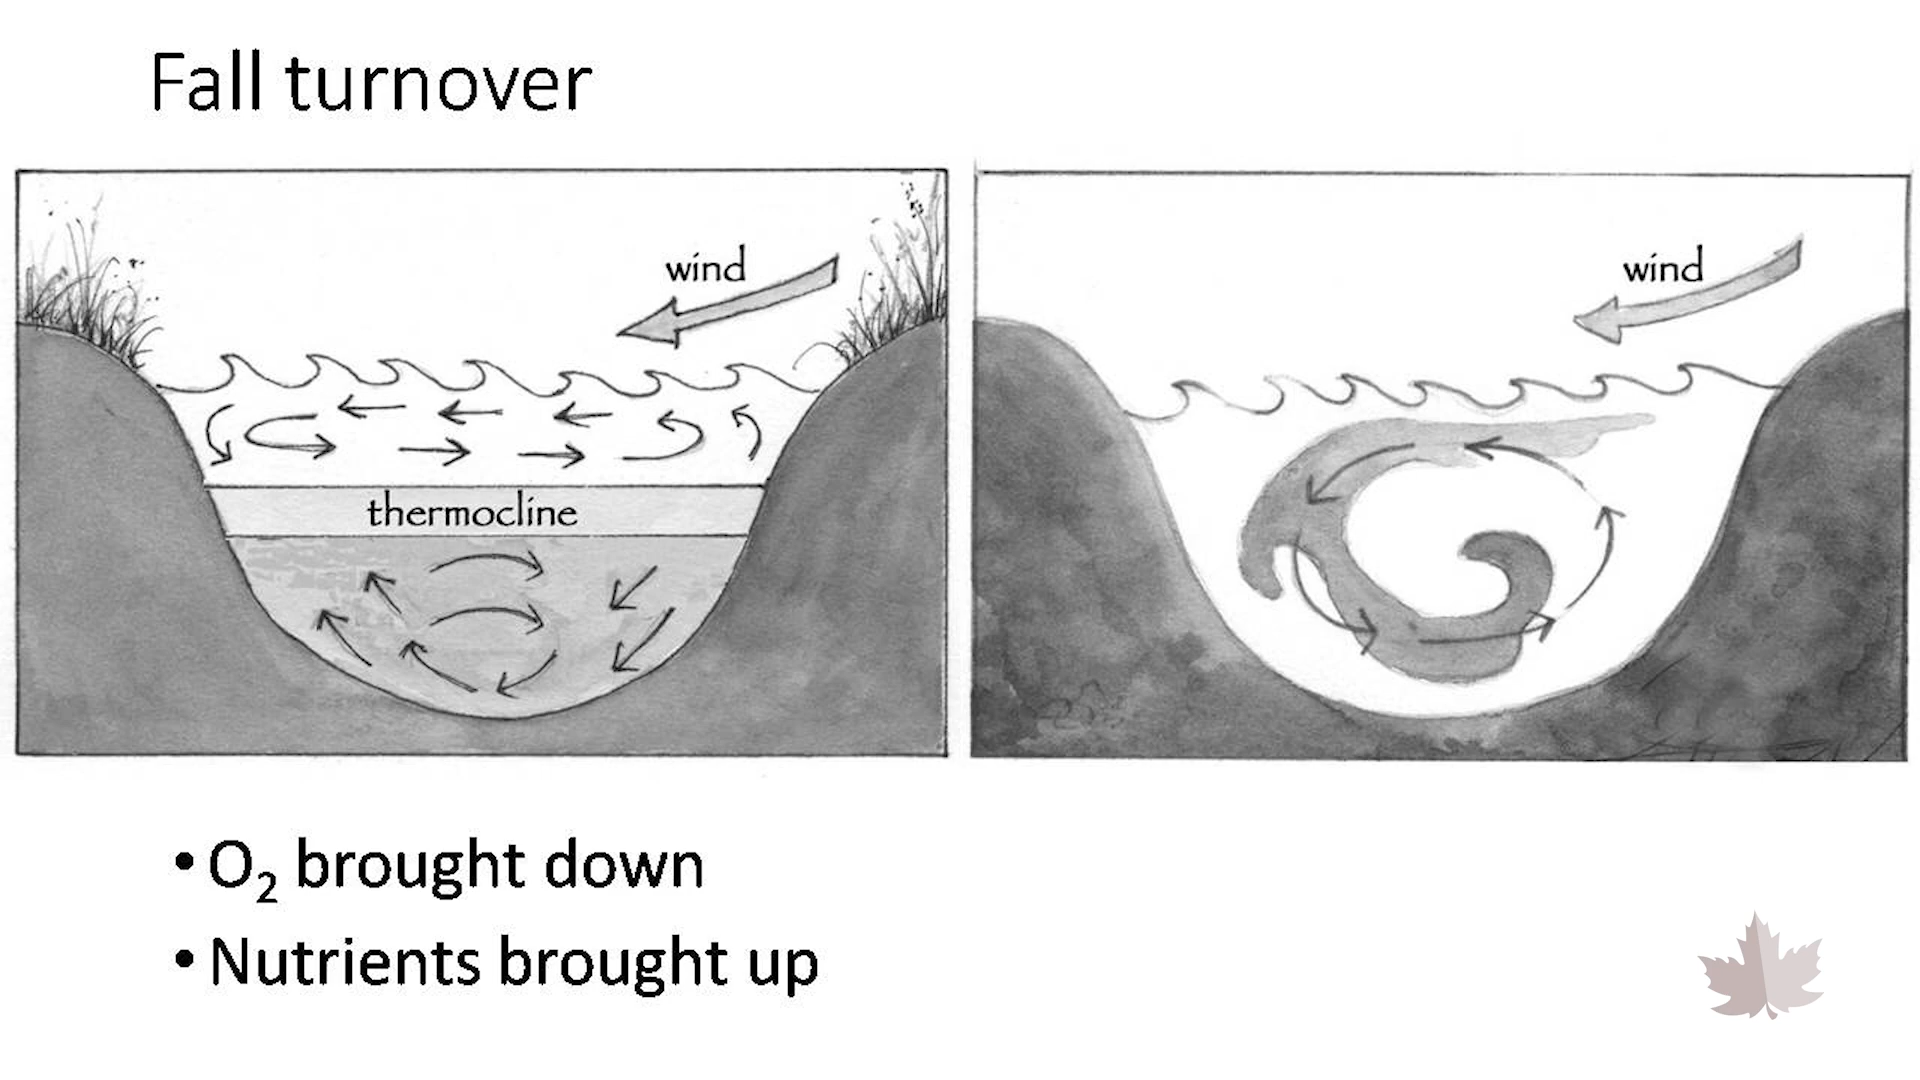 Fall turnover
wind
thermocline
wind
• O₂ brought down
• Nutrients brought up